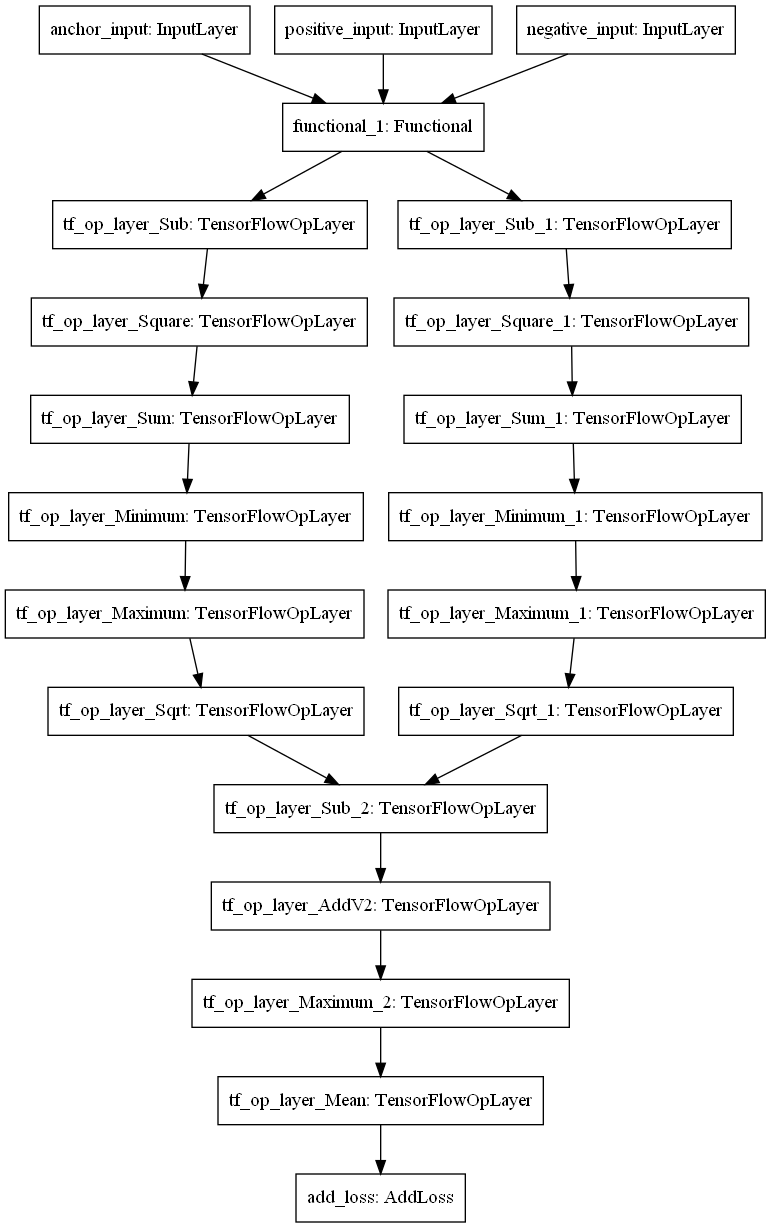 anchor_input: InputLayer
positive_input: InputLayer
negative_input: InputLayer
functional_1: Functional
tf_op_layer_Sub: TensorFlowOpLayer
tf_op_layer_Sub_1: TensorFlowOpLayer
tf_op_layer_Square: TensorFlowOpLayer
tf_op_layer_Square_1: TensorFlowOpLayer
tf_op_layer_Sum: TensorFlowOpLayer
tf_op_layer_Sum_1: TensorFlowOpLayer
tf_op_layer_Minimum: TensorFlowOpLayer
tf_op_layer_Minimum_1: TensorFlowOpLayer
tf_op_layer_Maximum: TensorFlowOpLayer
tf_op_layer_Maximum_1: TensorFlowOpLayer
tf_op_layer_Sqrt: TensorFlowOpLayer
tf_op_layer_Sqrt_1: TensorFlowOpLayer
tf_op_layer_Sub_2: TensorFlowOpLayer
tf_op_layer_AddV2: TensorFlowOpLayer
tf_op_layer_Maximum_2: TensorFlowOpLayer
tf_op_layer_Mean: TensorFlowOpLayer
add_loss: AddLoss